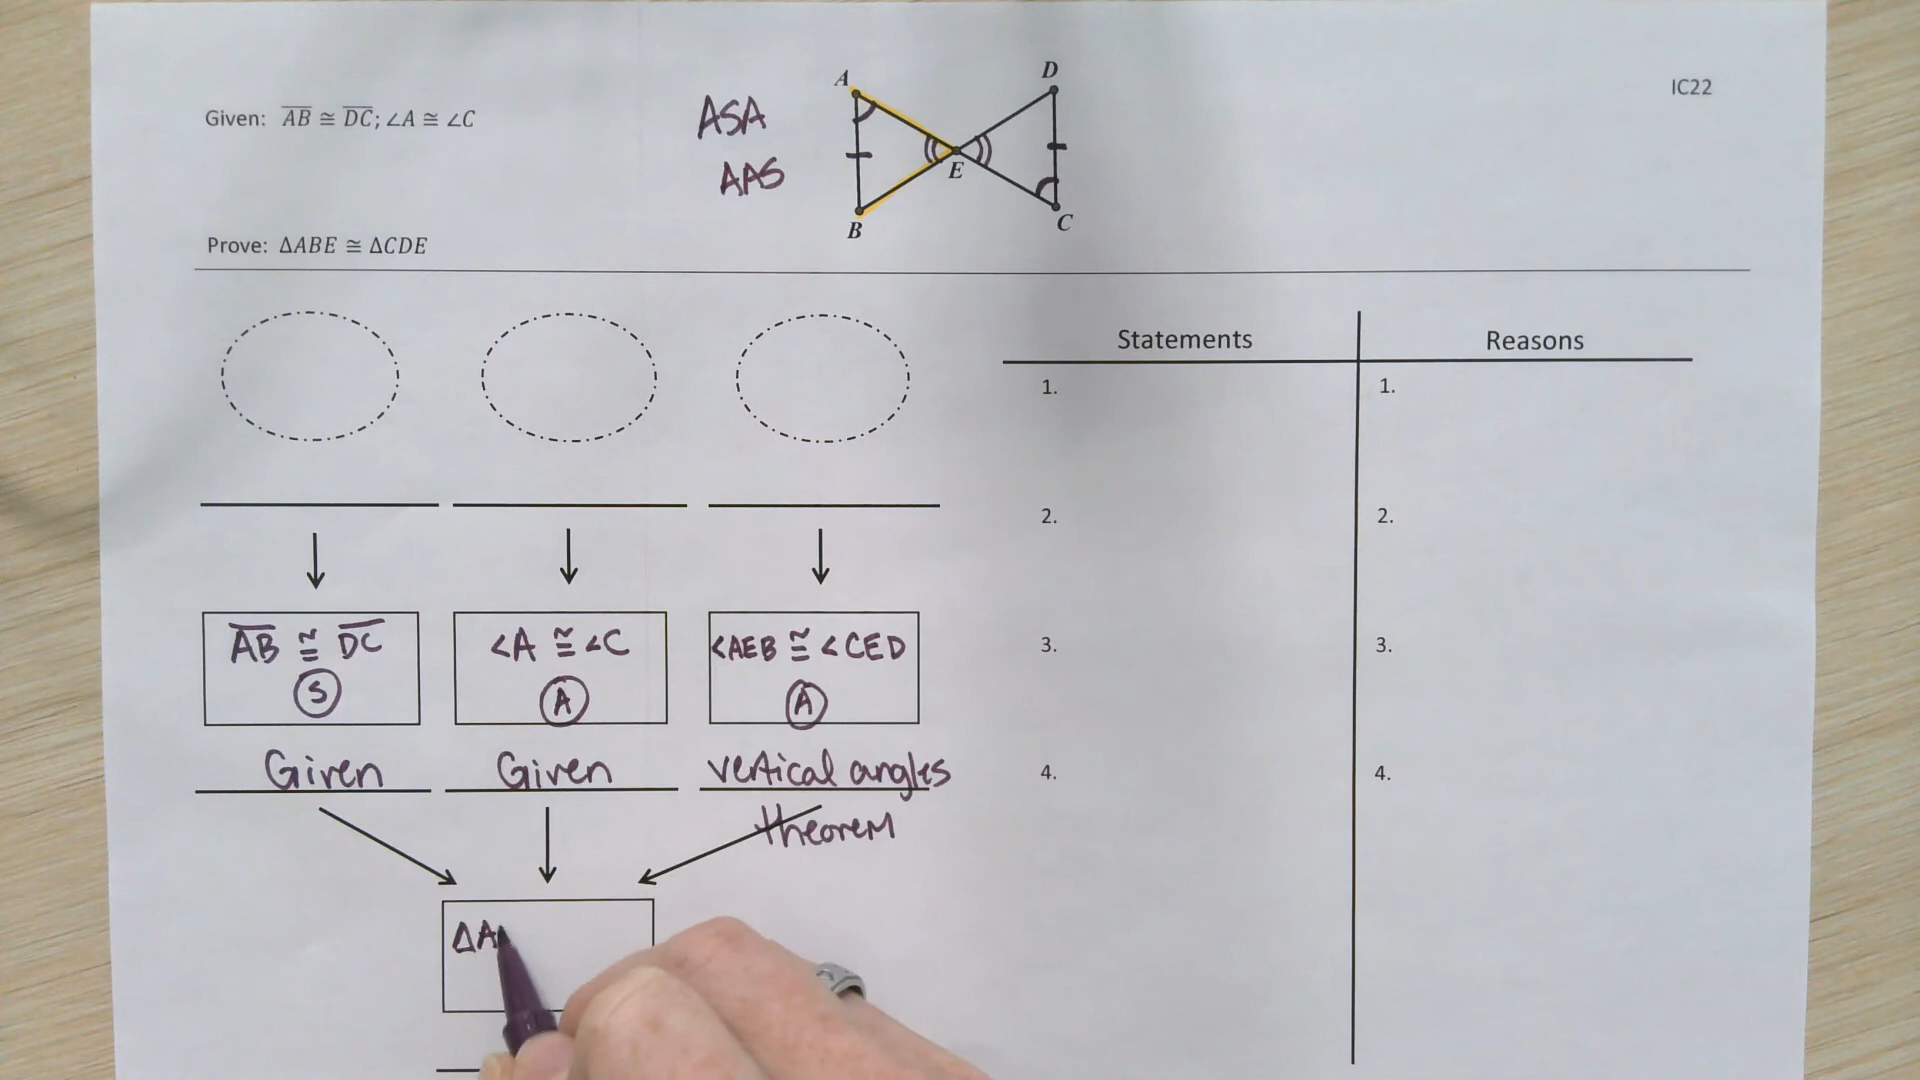 IC22
Given: AB ≅ DC; ∠A ≅ ∠C
ASA
AAS
A
D
E
B
C
Prove: ΔABE ≅ ΔCDE
Statements
Reasons
1.
1.
2.
2.
3.
3.
4.
4.
AB ≅ DC
S
Given
∠A ≅ ∠C
A
Given
∠AEB ≅ ∠CED
A
vertical angles
theorem
ΔA